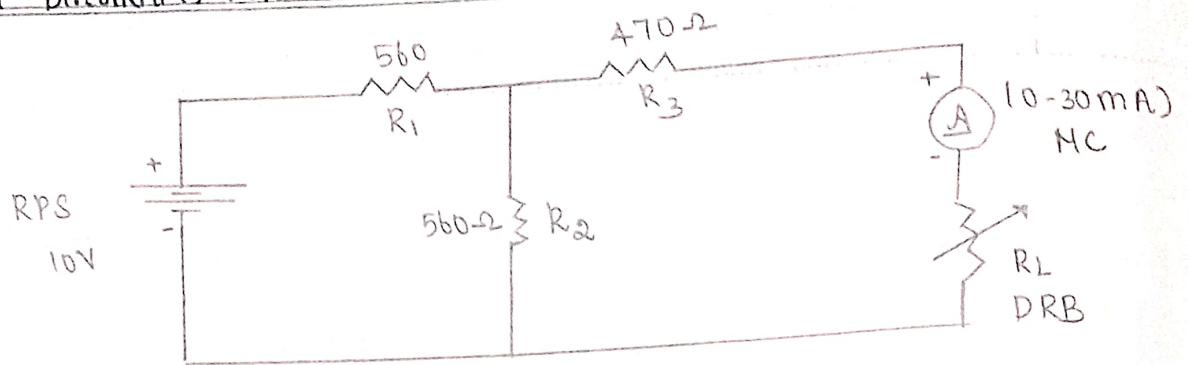 560
R1
470Ω
R3
+
A
-
(0-30mA)
MC
+
-
RPS
10V
560Ω
R2
RL
DRB